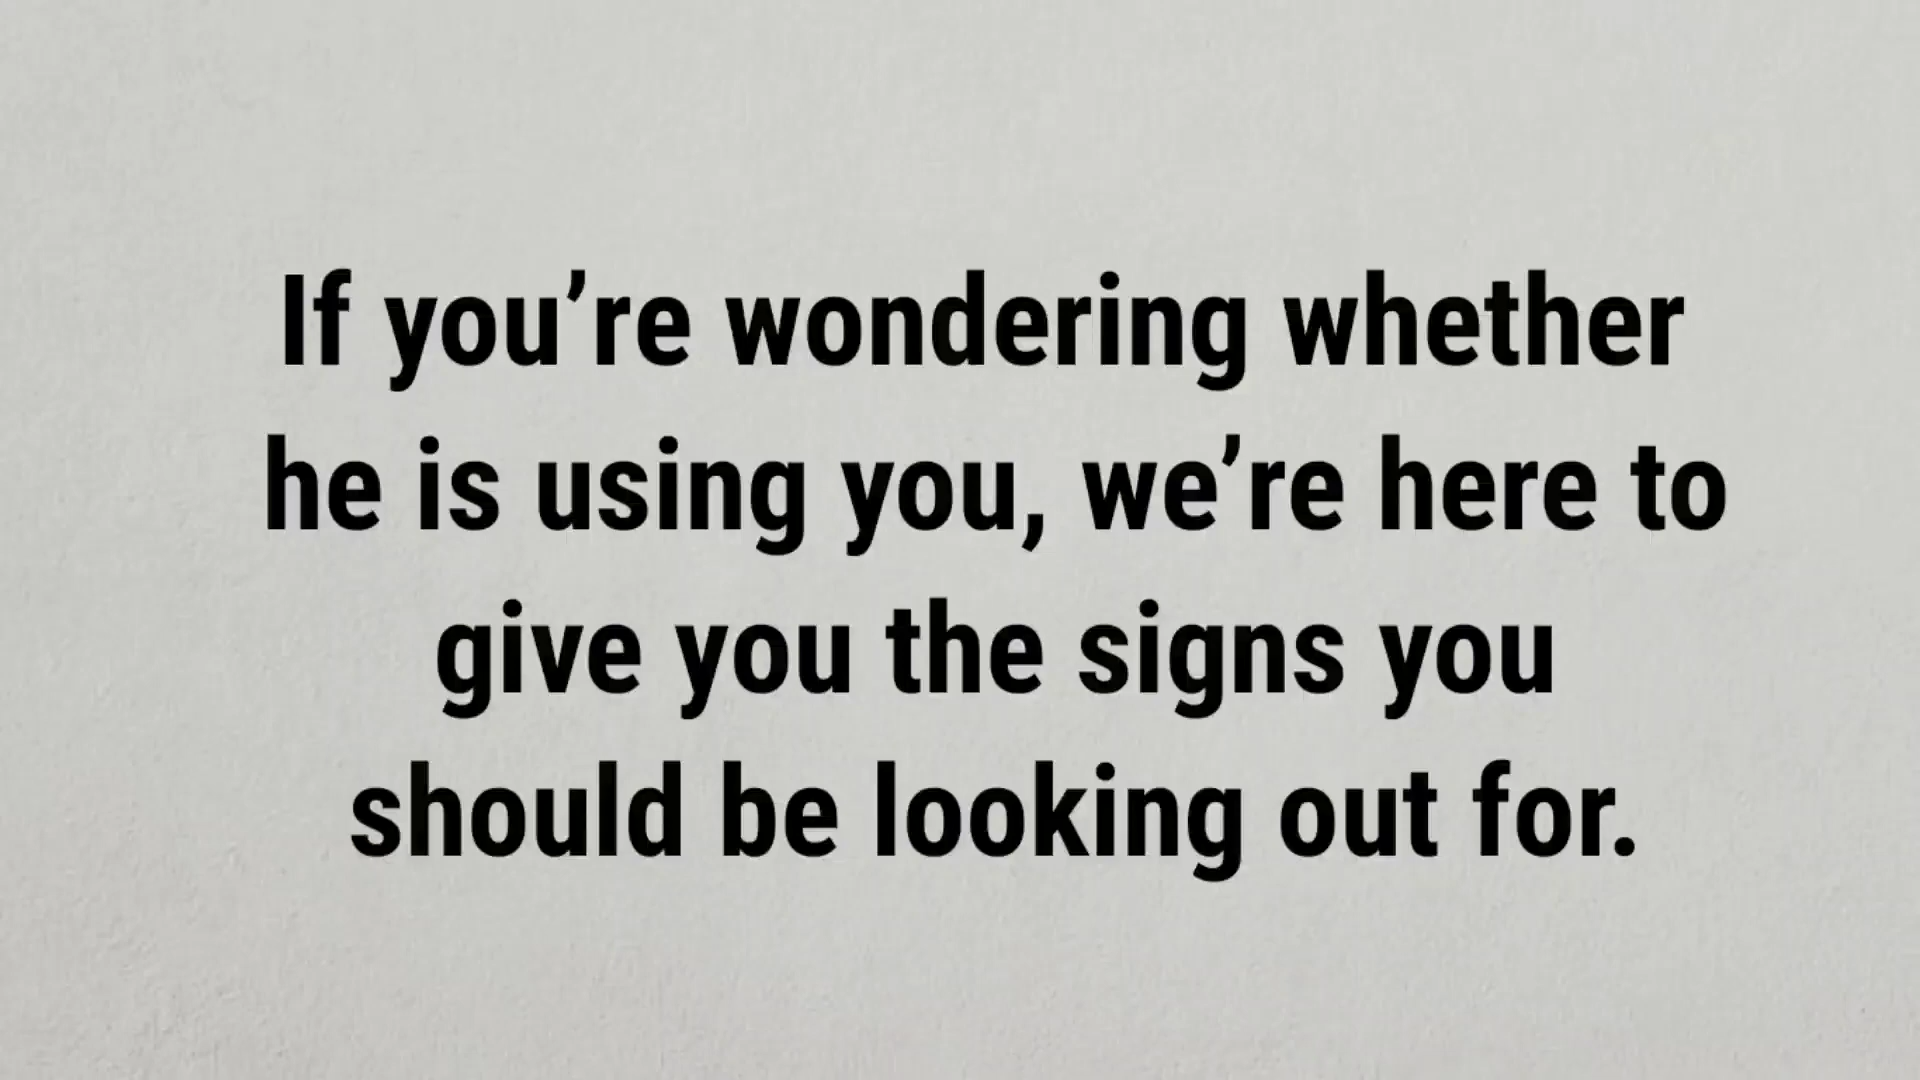 If you’re wondering whether
he is using you, we’re here to
give you the signs you
should be looking out for.